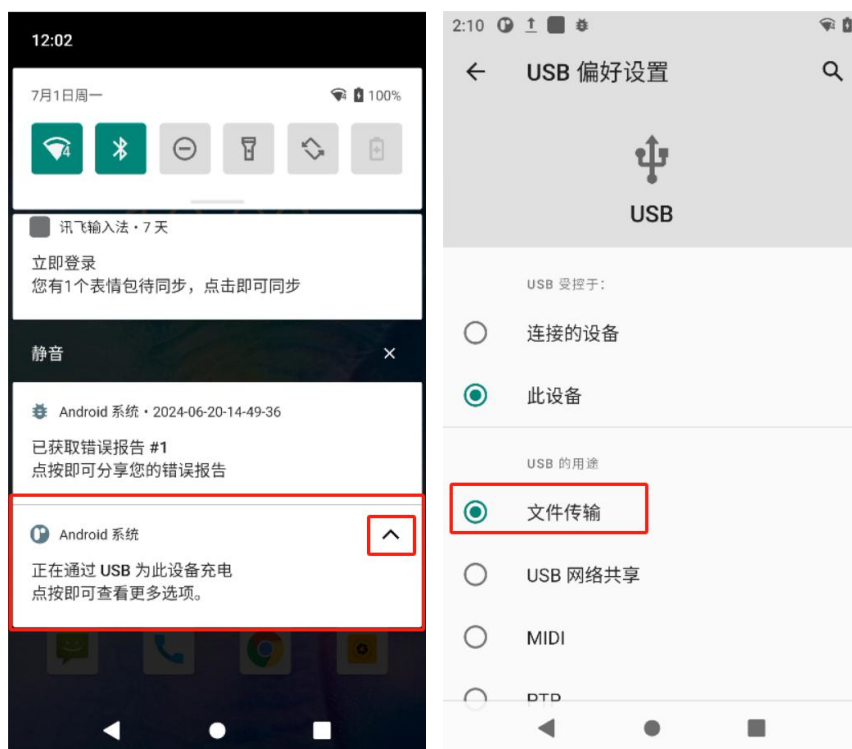 12:02
7月1日周一
100%
4
讯飞输入法・7 天
立即登录
您有1个表情包待同步，点击即可同步
静音
Android 系统・2024-06-20-14-49-36
已获取错误报告 #1
点按即可分享您的错误报告
Android 系统
正在通过 USB 为此设备充电
点按即可查看更多选项。
2:10
USB 偏好设置
USB
USB 受控于：
连接的设备
此设备
USB 的用途
文件传输
USB 网络共享
MIDI
PTP